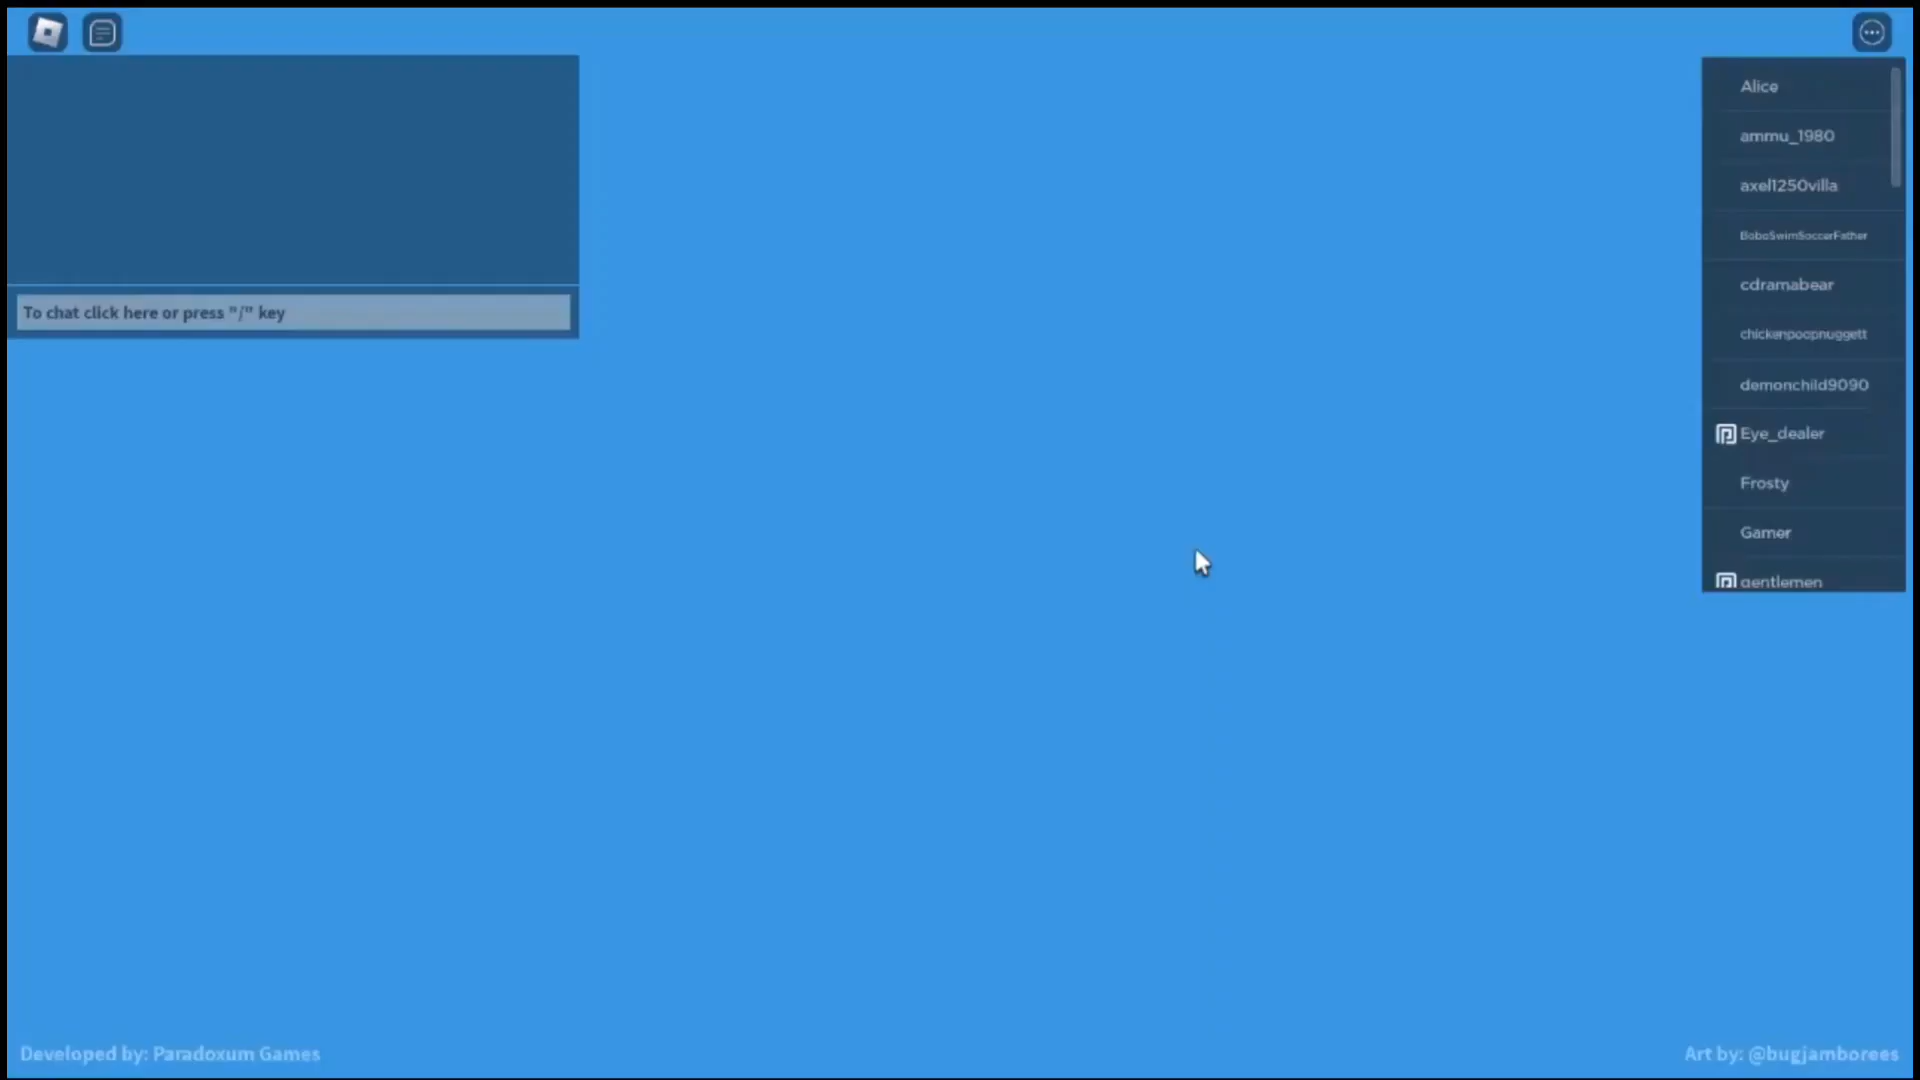 Alice
ammu_1980
axel1250villa
BoboSwimSoccerFather
cdramabear
chickenpoopnuggett
demonchild9090
Eye_dealer
Frosty
Gamer
gentlemen
To chat click here or press "/" key
Developed by: Paradoxum Games
Art by: @bugjamborees